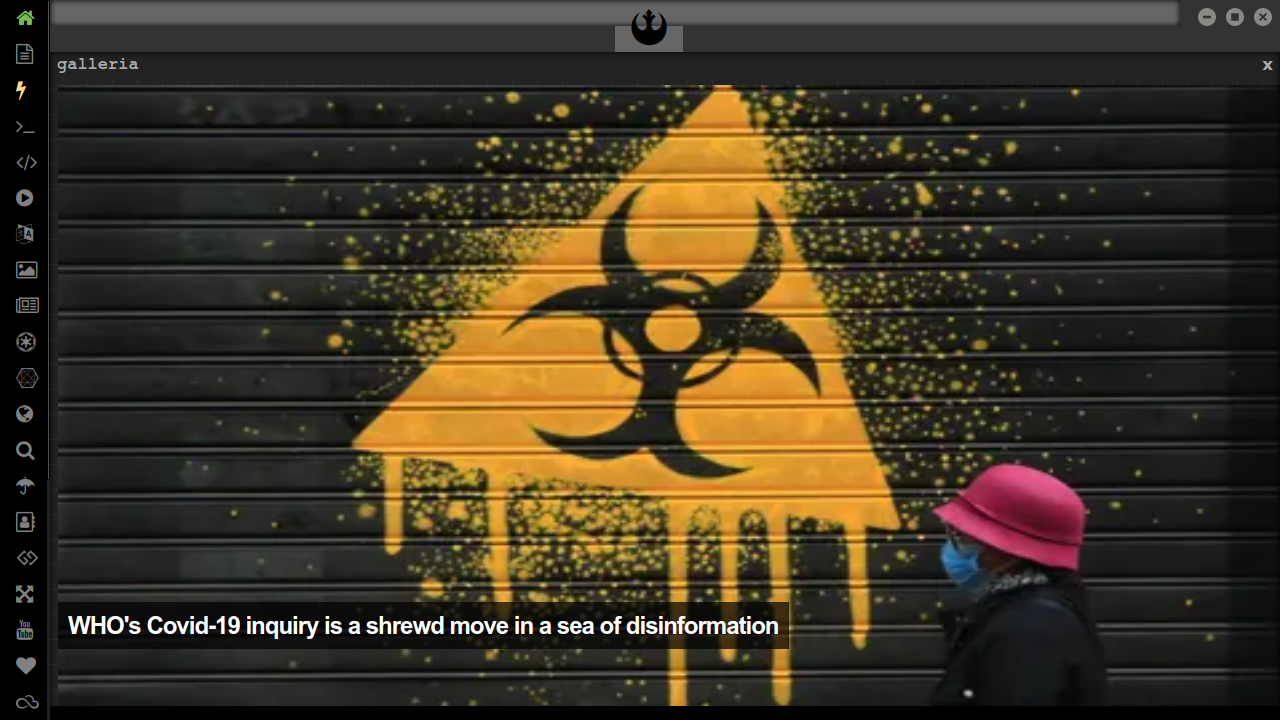 galleria
x
WHO's Covid-19 inquiry is a shrewd move in a sea of disinformation
You
Tube